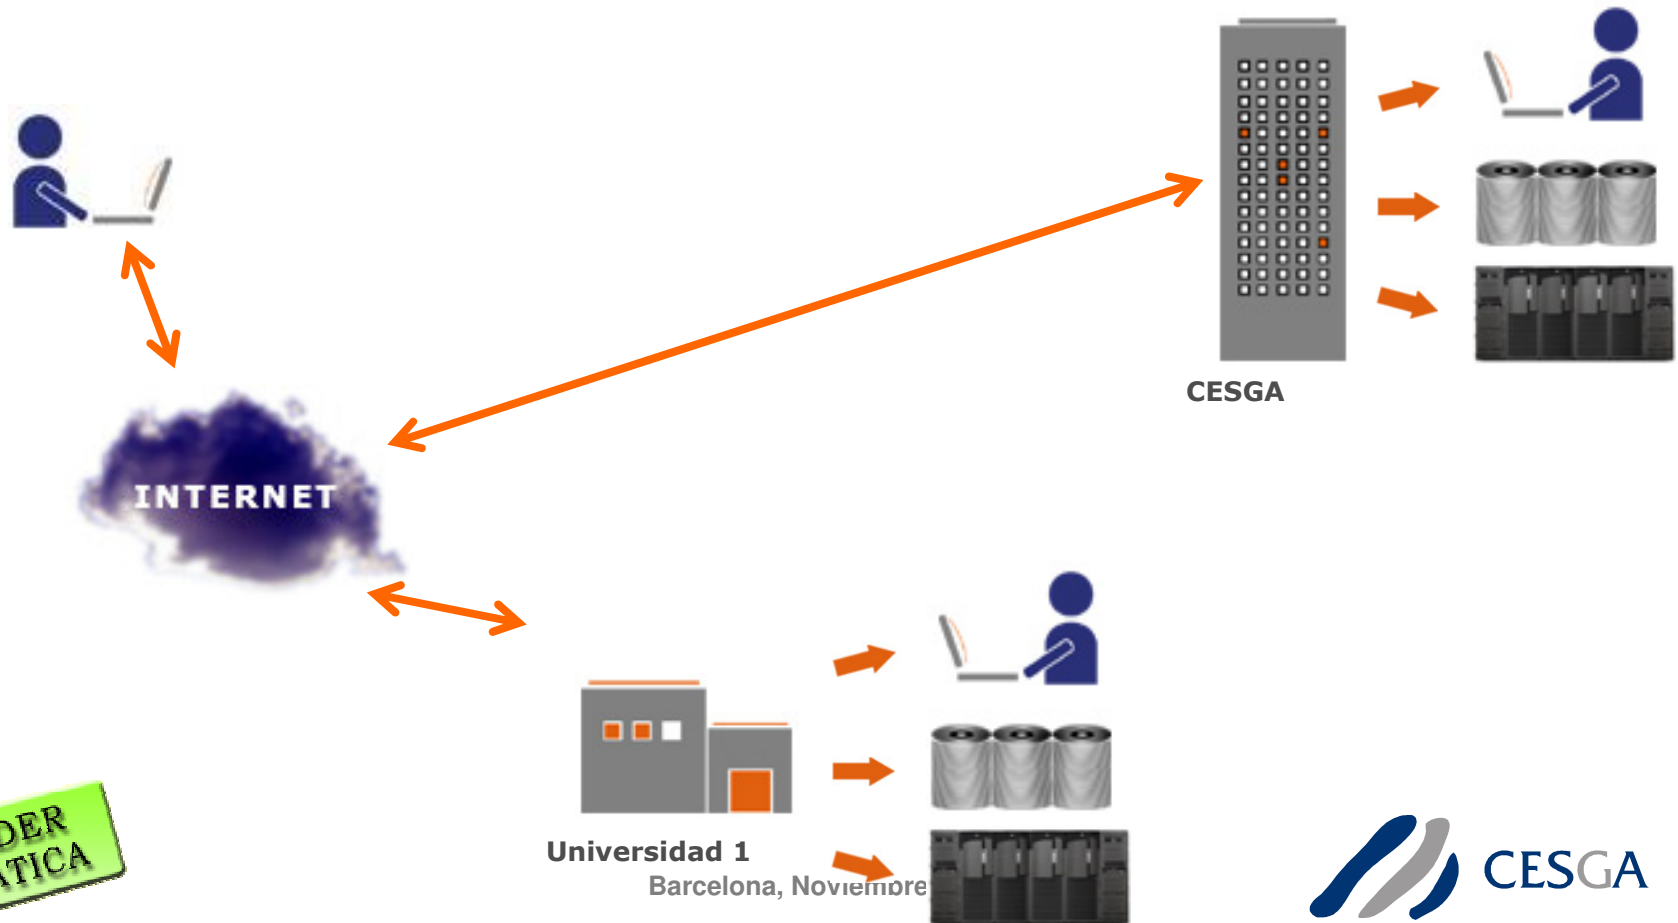 CESGA
INTERNET
Universidad 1
Barcelona, Noviembre
CESGA